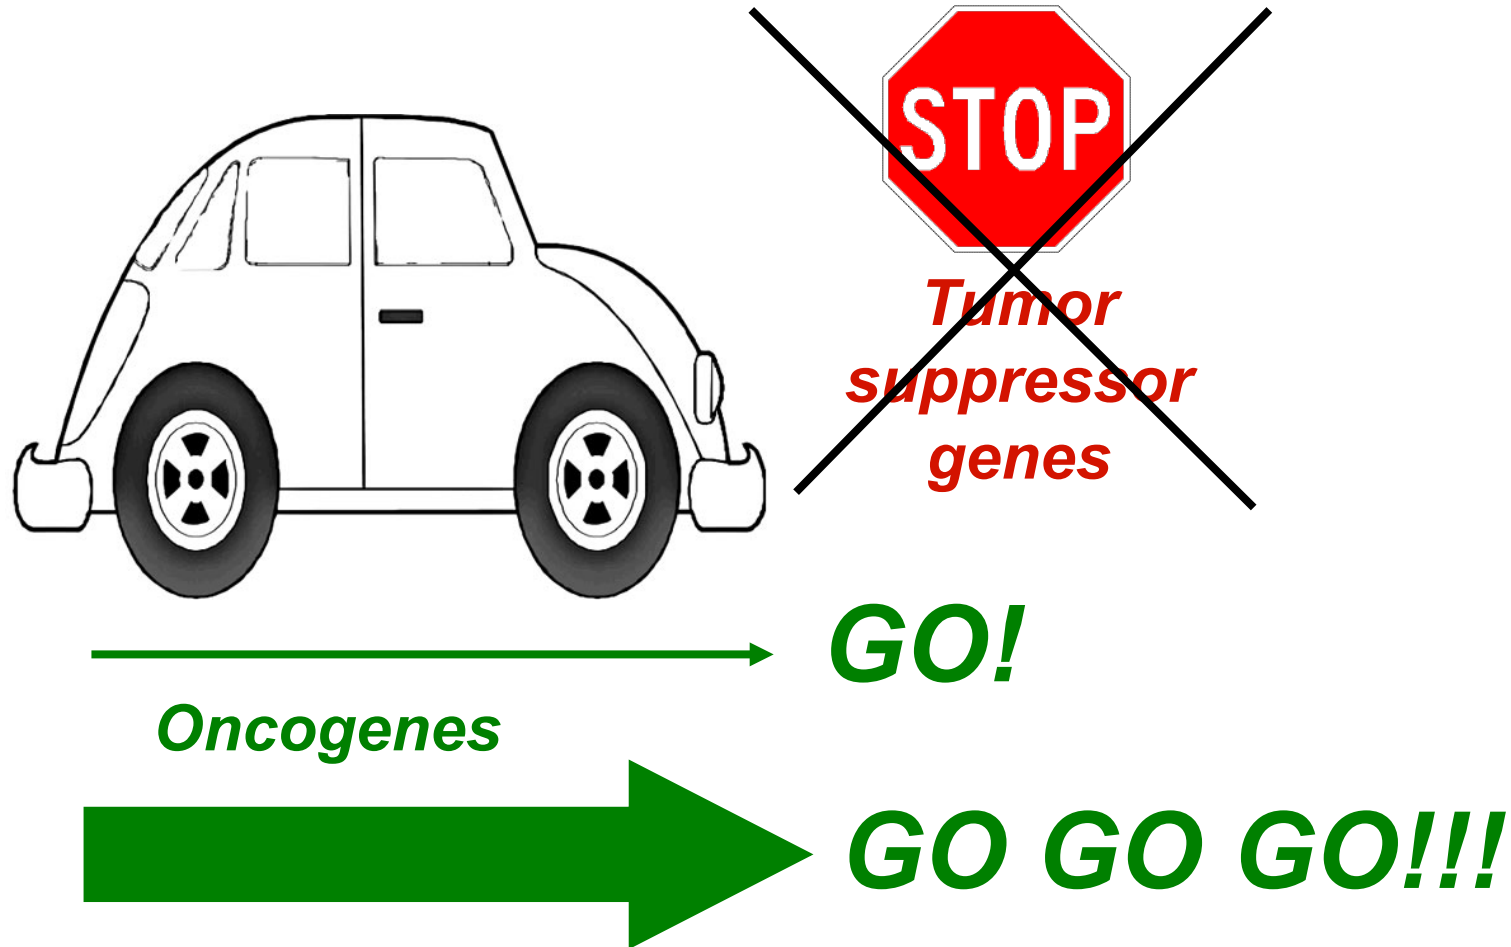 STOP
Tumor
suppressor
genes
GO!
Oncogenes
GO GO GO!!!